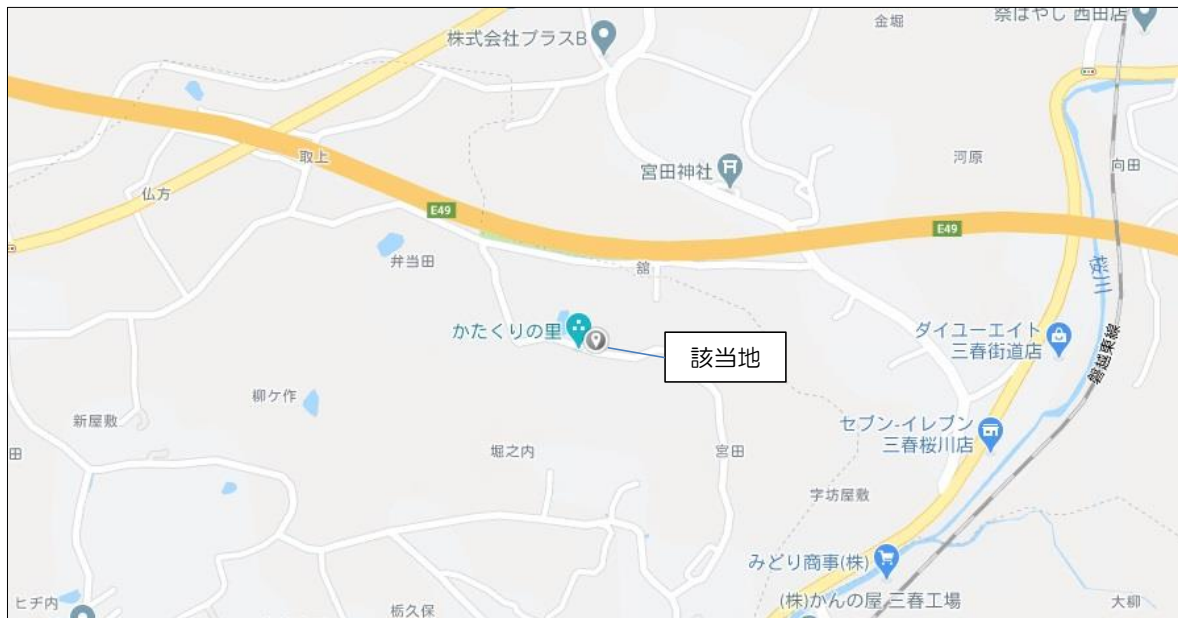 金堀
祭ばやし 西田店
株式会社プラスB
河原
向田
取上
宮田神社
仏方
E49
E49
弁当田
舘
桜川
かたくりの里
該当地
ダイユーエイト
三春街道店
磐越東線
柳ケ作
新屋敷
セブン-イレブン
三春桜川店
田
堀之内
宮田
字坊屋敷
みどり商事(株)
(株)かんの屋 三春工場
ヒヂ内
栃久保
大柳